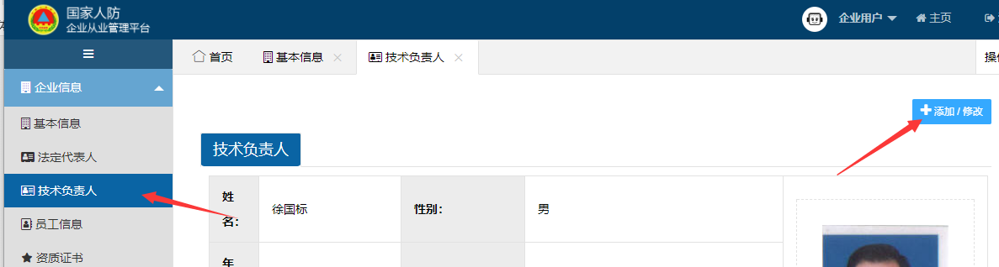 国家人防
企业从业管理平台
企业用户
主页
首页
基本信息
技术负责人
企业信息
基本信息
法定代表人
技术负责人
员工信息
资质证书
添加 / 修改
技术负责人
姓名：
徐国标
性别：
男
年